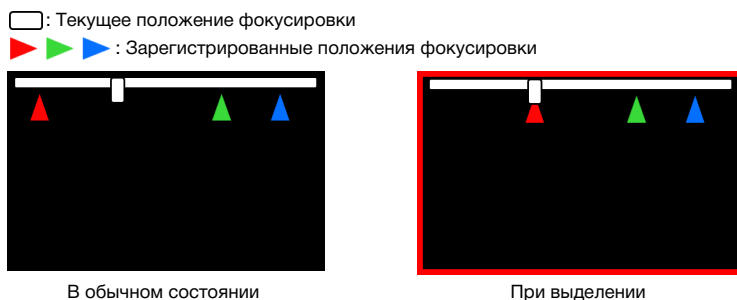 : Текущее положение фокусировки
: Зарегистрированные положения фокусировки
В обычном состоянии
При выделении